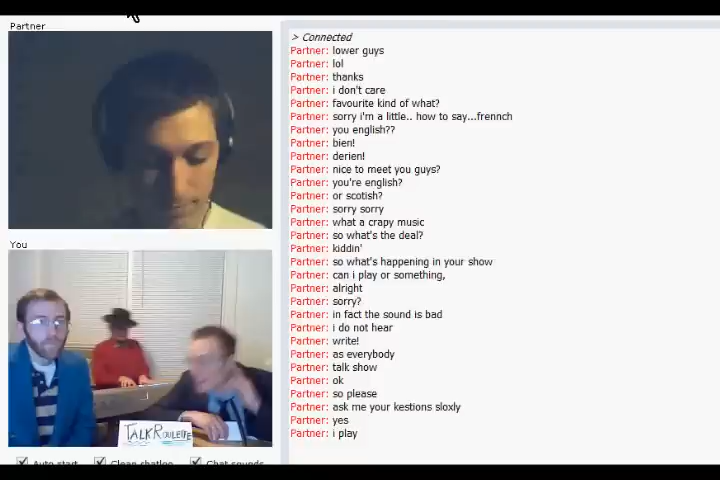 Partner
> Connected
Partner: lower guys
Partner: lol
Partner: thanks
Partner: i don't care
Partner: favourite kind of what?
Partner: sorry i'm a little.. how to say...frennch
Partner: you english??
Partner: bien!
Partner: derien!
Partner: nice to meet you guys?
Partner: you're english?
Partner: or scotish?
Partner: sorry sorry
Partner: what a crapy music
Partner: so what's the deal?
Partner: kiddin'
Partner: so what's happening in your show
Partner: can i play or something,
Partner: alright
Partner: sorry?
Partner: in fact the sound is bad
Partner: i do not hear
Partner: write!
Partner: as everybody
Partner: talk show
Partner: ok
Partner: so please
Partner: ask me your kestions sloxly
Partner: yes
Partner: i play
You
TALKROULETTE
Auto start
Clean chatlog
Chat sounds